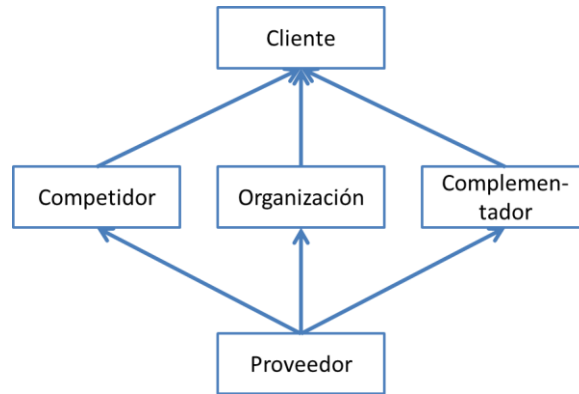 Cliente
Competidor
Organización
Complemen-
tador
Proveedor